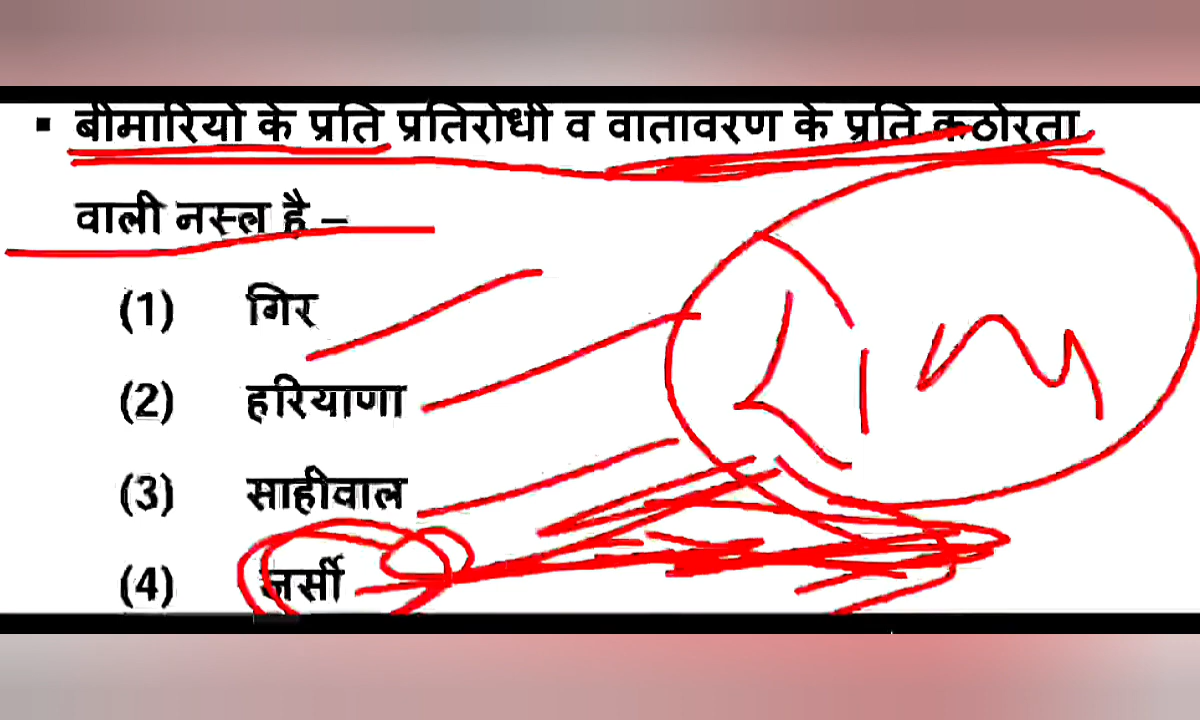 ▪ बीमारियो के प्रति प्रतिरोधी व वातावरण के प्रति कठोरता
वाली नस्ल है –
(1) गिर
(2) हरियाणा
(3) साहीवाल
(4) जर्सी